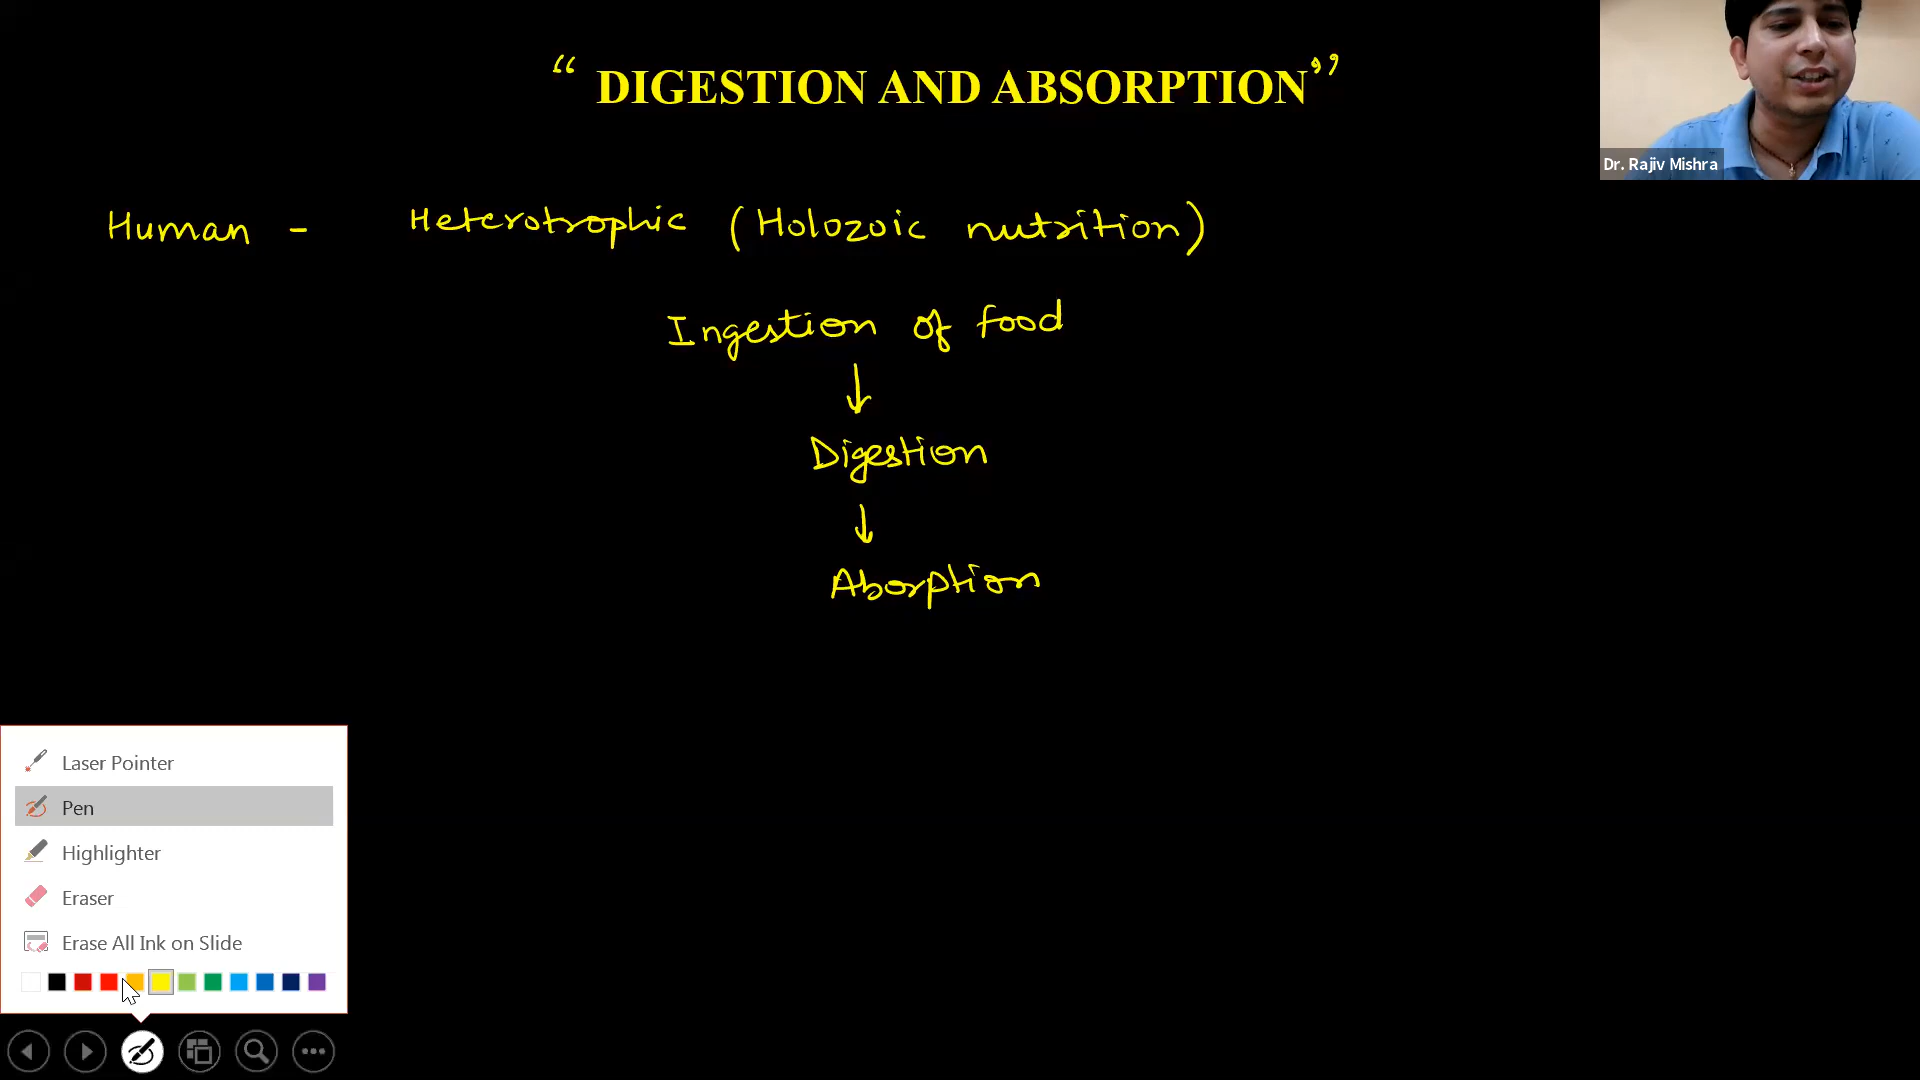 “ DIGESTION AND ABSORPTION”
Dr. Rajiv Mishra
Human - Heterotrophic (Holozoic nutrition)
Ingestion of food
↓
Digestion
↓
Aborption
Laser Pointer
Pen
Highlighter
Eraser
Erase All Ink on Slide